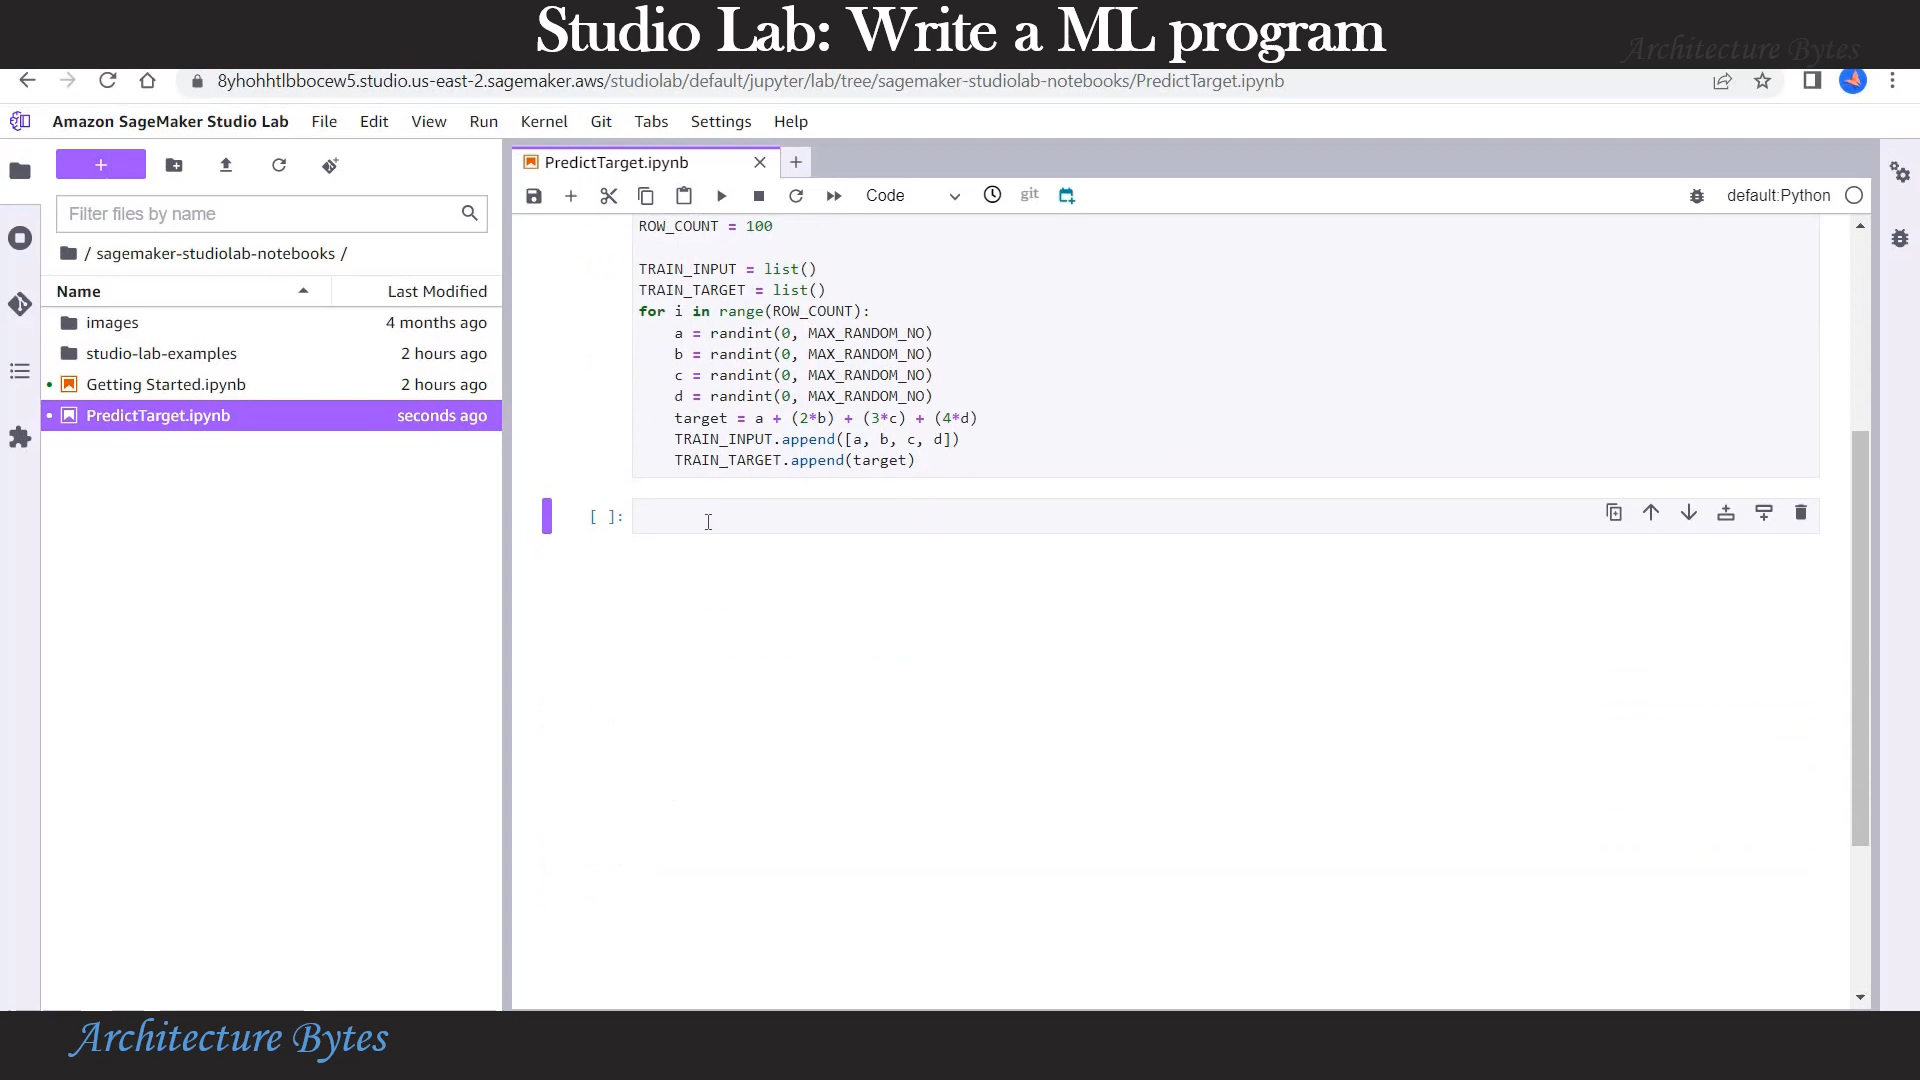 Studio Lab: Write a ML program
Architecture Bytes
8yhohhtlbbocew5.studio.us-east-2.sagemaker.aws/studiolab/default/jupyter/lab/tree/sagemaker-studiolab-notebooks/PredictTarget.ipynb
Amazon SageMaker Studio Lab File Edit View Run Kernel Git Tabs Settings Help
PredictTarget.ipynb
Code git default:Python
Filter files by name
/ sagemaker-studiolab-notebooks /
Name Last Modified
images 4 months ago
studio-lab-examples 2 hours ago
Getting Started.ipynb 2 hours ago
PredictTarget.ipynb seconds ago
ROW_COUNT = 100
TRAIN_INPUT = list()
TRAIN_TARGET = list()
for i in range(ROW_COUNT):
    a = randint(0, MAX_RANDOM_NO)
    b = randint(0, MAX_RANDOM_NO)
    c = randint(0, MAX_RANDOM_NO)
    d = randint(0, MAX_RANDOM_NO)
    target = a + (2*b) + (3*c) + (4*d)
    TRAIN_INPUT.append([a, b, c, d])
    TRAIN_TARGET.append(target)
[ ]:
Architecture Bytes